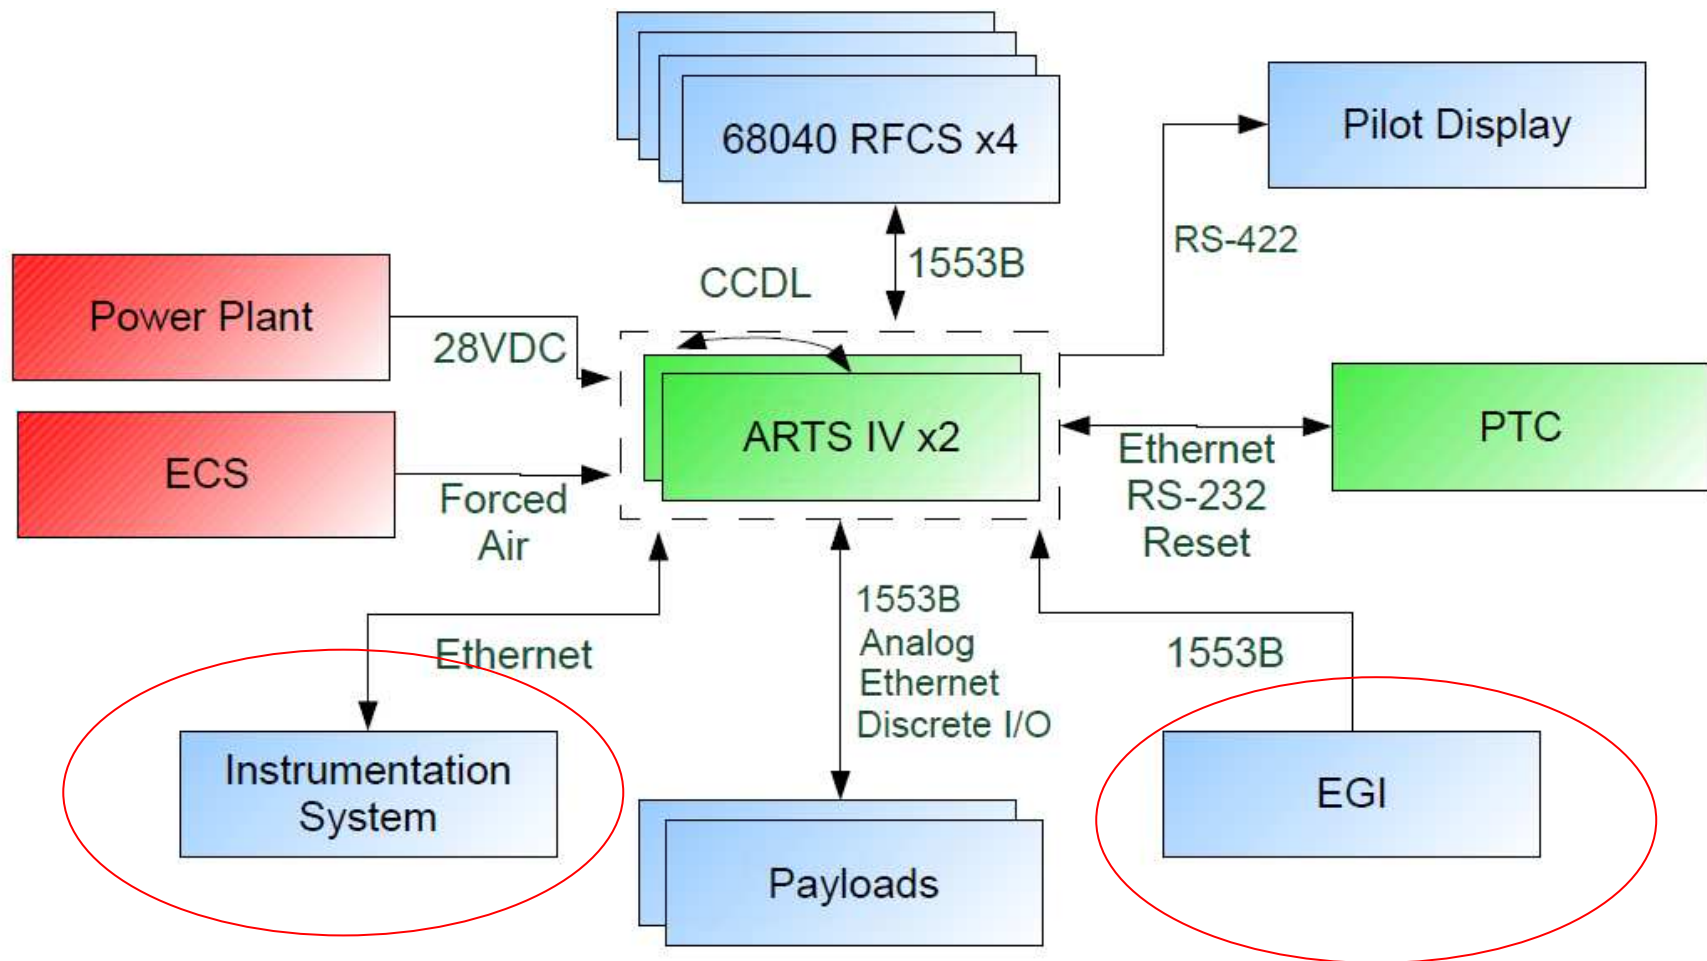 68040 RFCS x4
Pilot Display
RS-422
1553B
CCDL
Power Plant
28VDC
ARTS IV x2
PTC
ECS
Forced
Air
Ethernet
RS-232
Reset
Ethernet
1553B
Analog
Ethernet
Discrete I/O
1553B
Instrumentation
System
EGI
Payloads